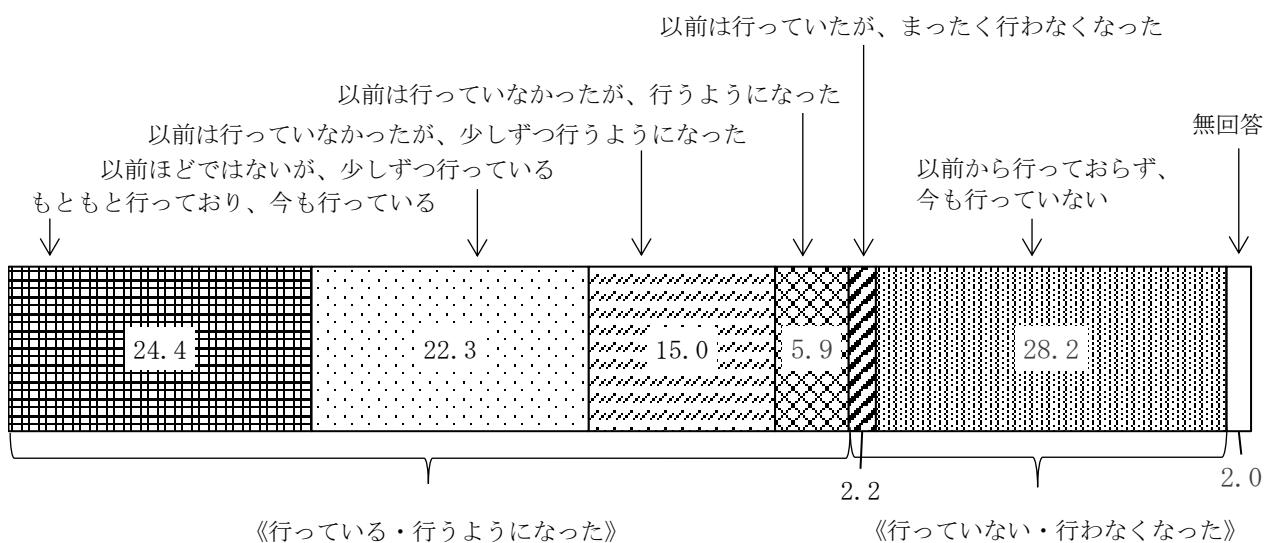 以前は行っていたが、まったく行わなくなった
以前は行っていなかったが、行うようになった
以前は行っていなかったが、少しずつ行うようになった
無回答
以前ほどではないが、少しずつ行っている
以前から行っておらず、
今も行っていない
もともと行っており、今も行っている
24.4
22.3
15.0
5.9
28.2
2.2
2.0
《行っている・行うようになった》
《行っていない・行わなくなった》